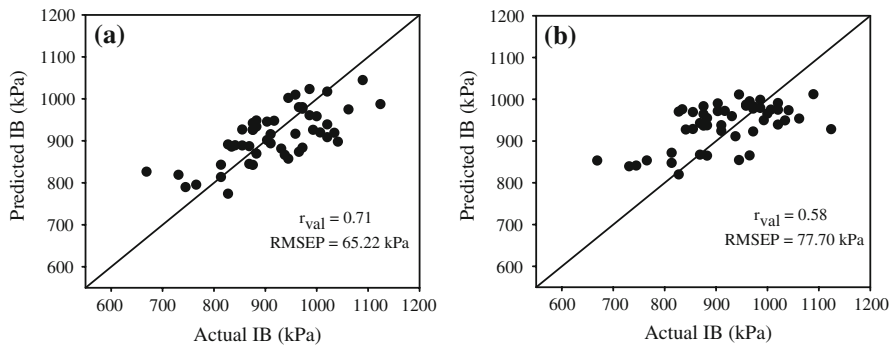 (a)
1200
1100
1000
900
800
700
600
Predicted IB (kPa)
r_val = 0.71
RMSEP = 65.22 kPa
600 700 800 900 1000 1100 1200
Actual IB (kPa)
(b)
1200
1100
1000
900
800
700
600
Predicted IB (kPa)
r_val = 0.58
RMSEP = 77.70 kPa
600 700 800 900 1000 1100 1200
Actual IB (kPa)